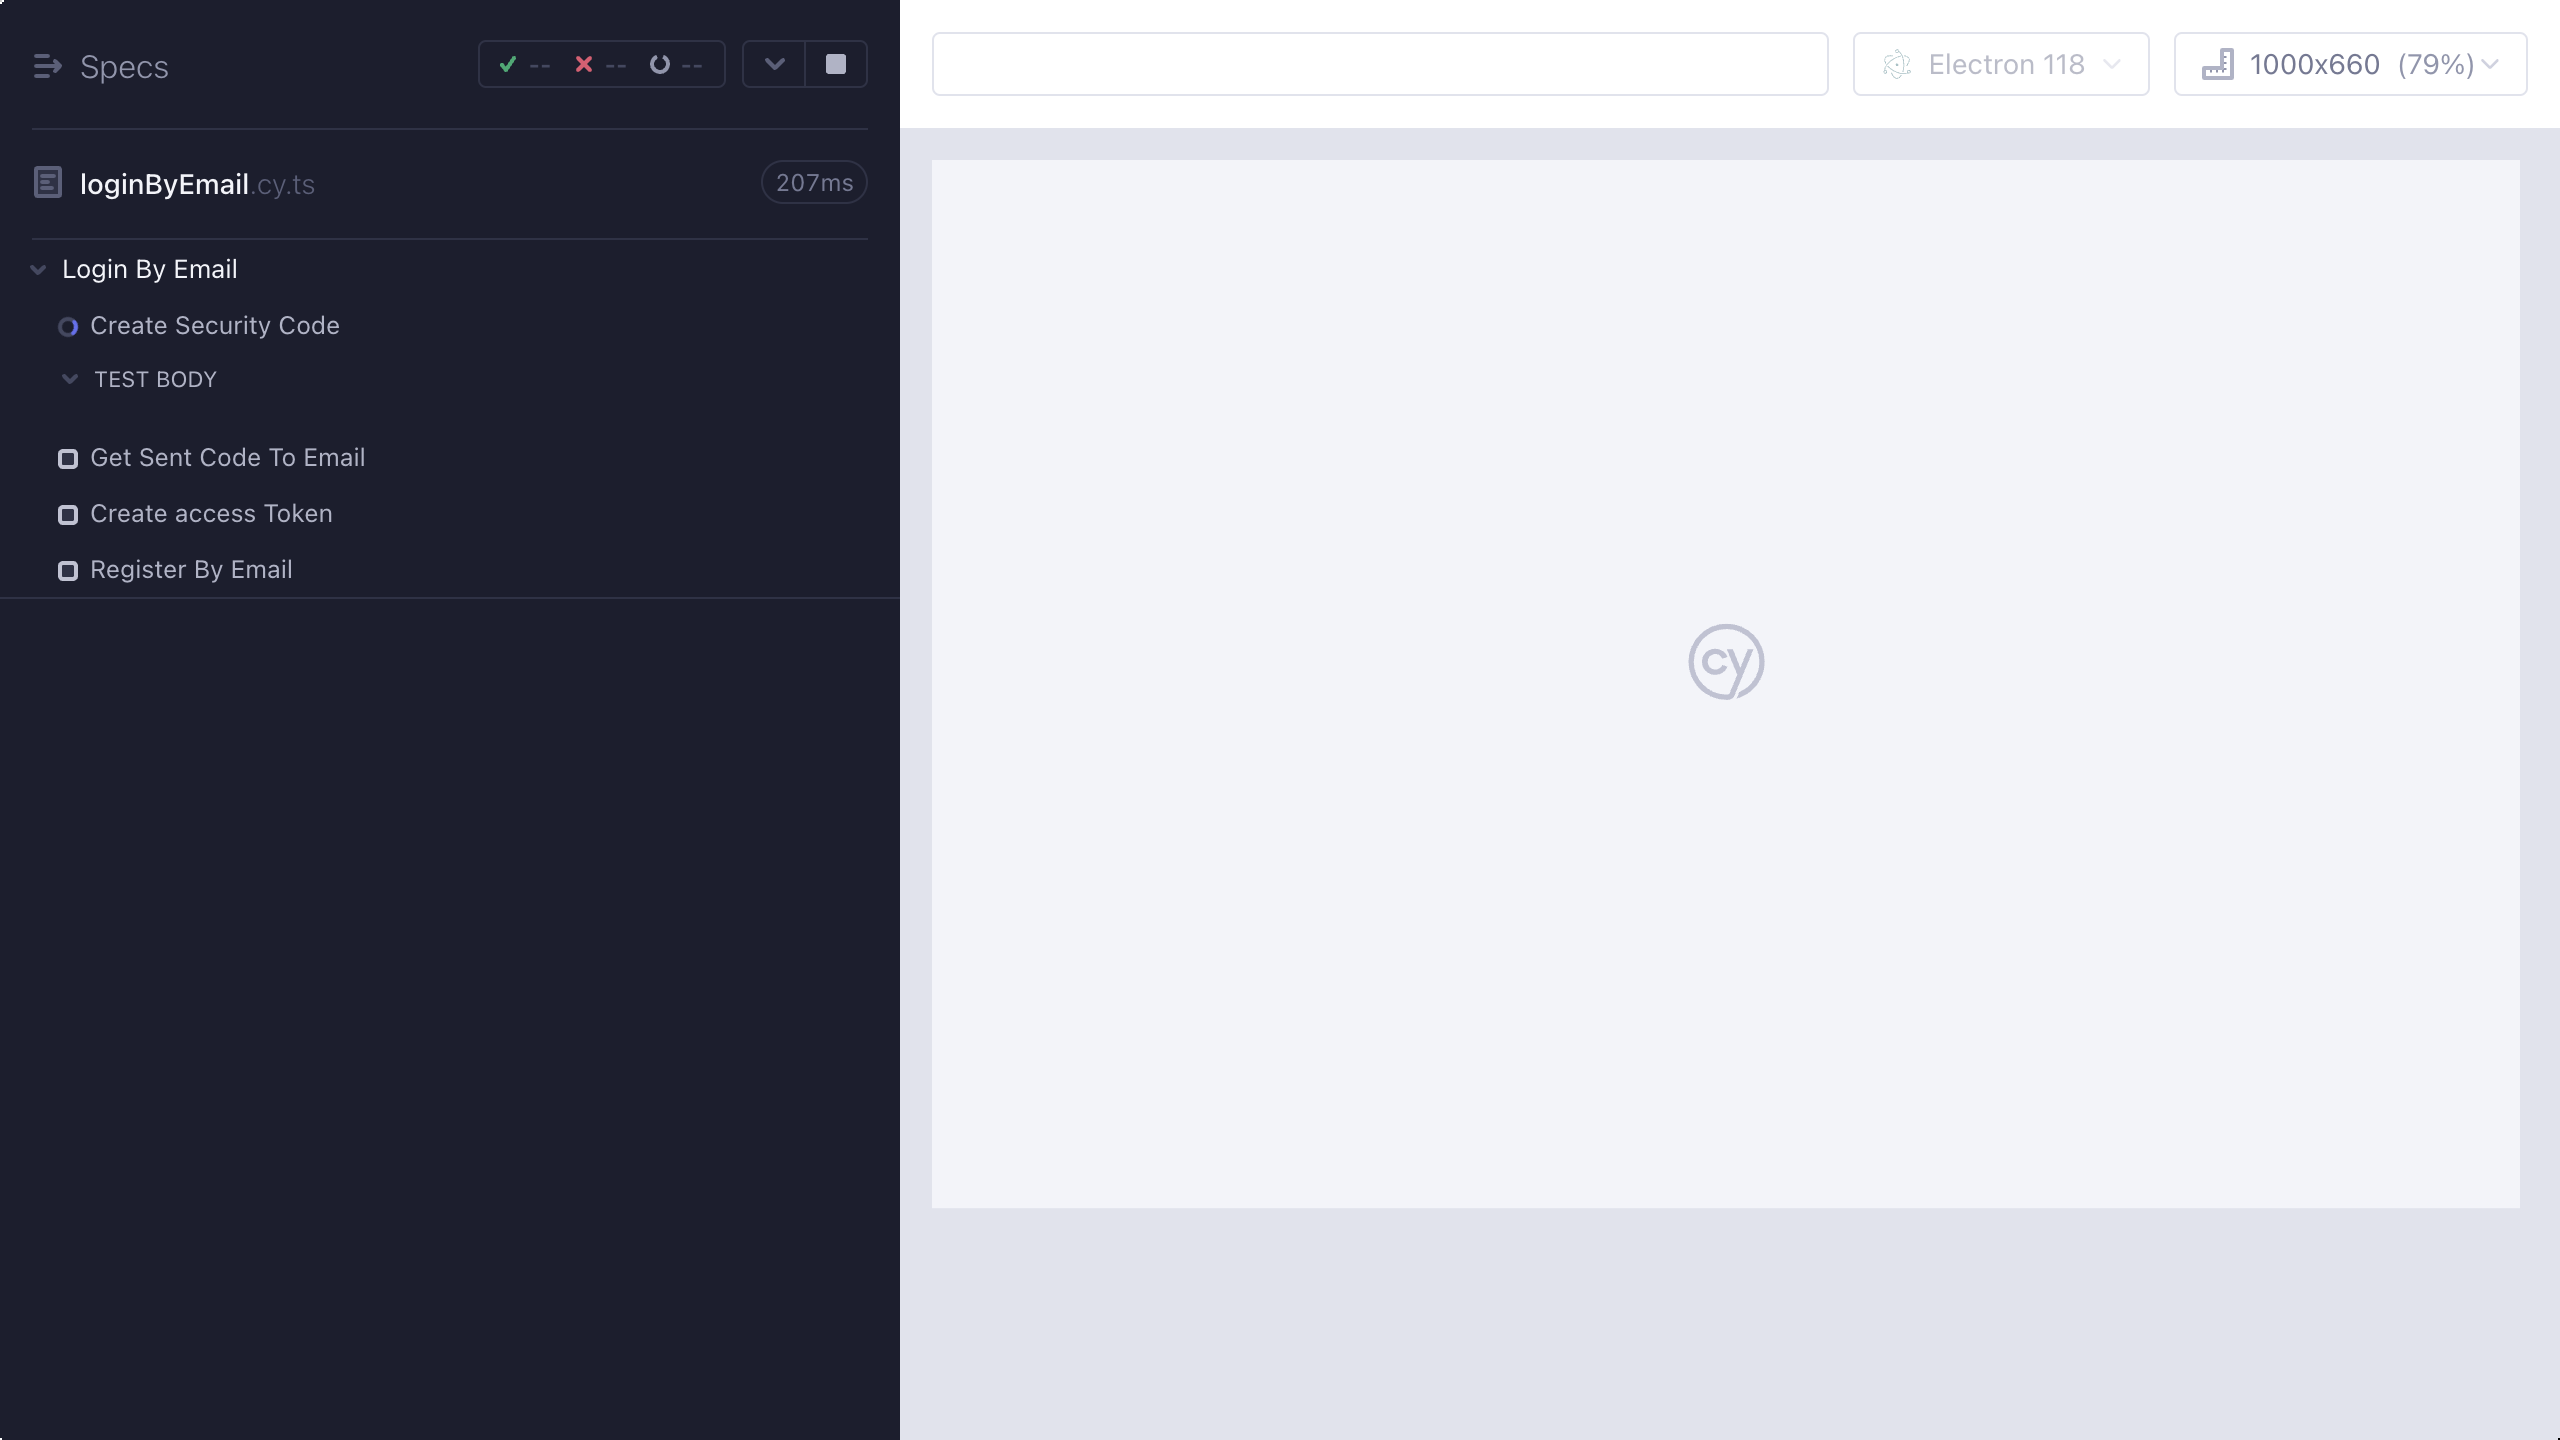 Specs
-- -- --
Electron 118
1000x660 (79%)
loginByEmail.cy.ts
207ms
Login By Email
Create Security Code
TEST BODY
Get Sent Code To Email
Create access Token
Register By Email
cy